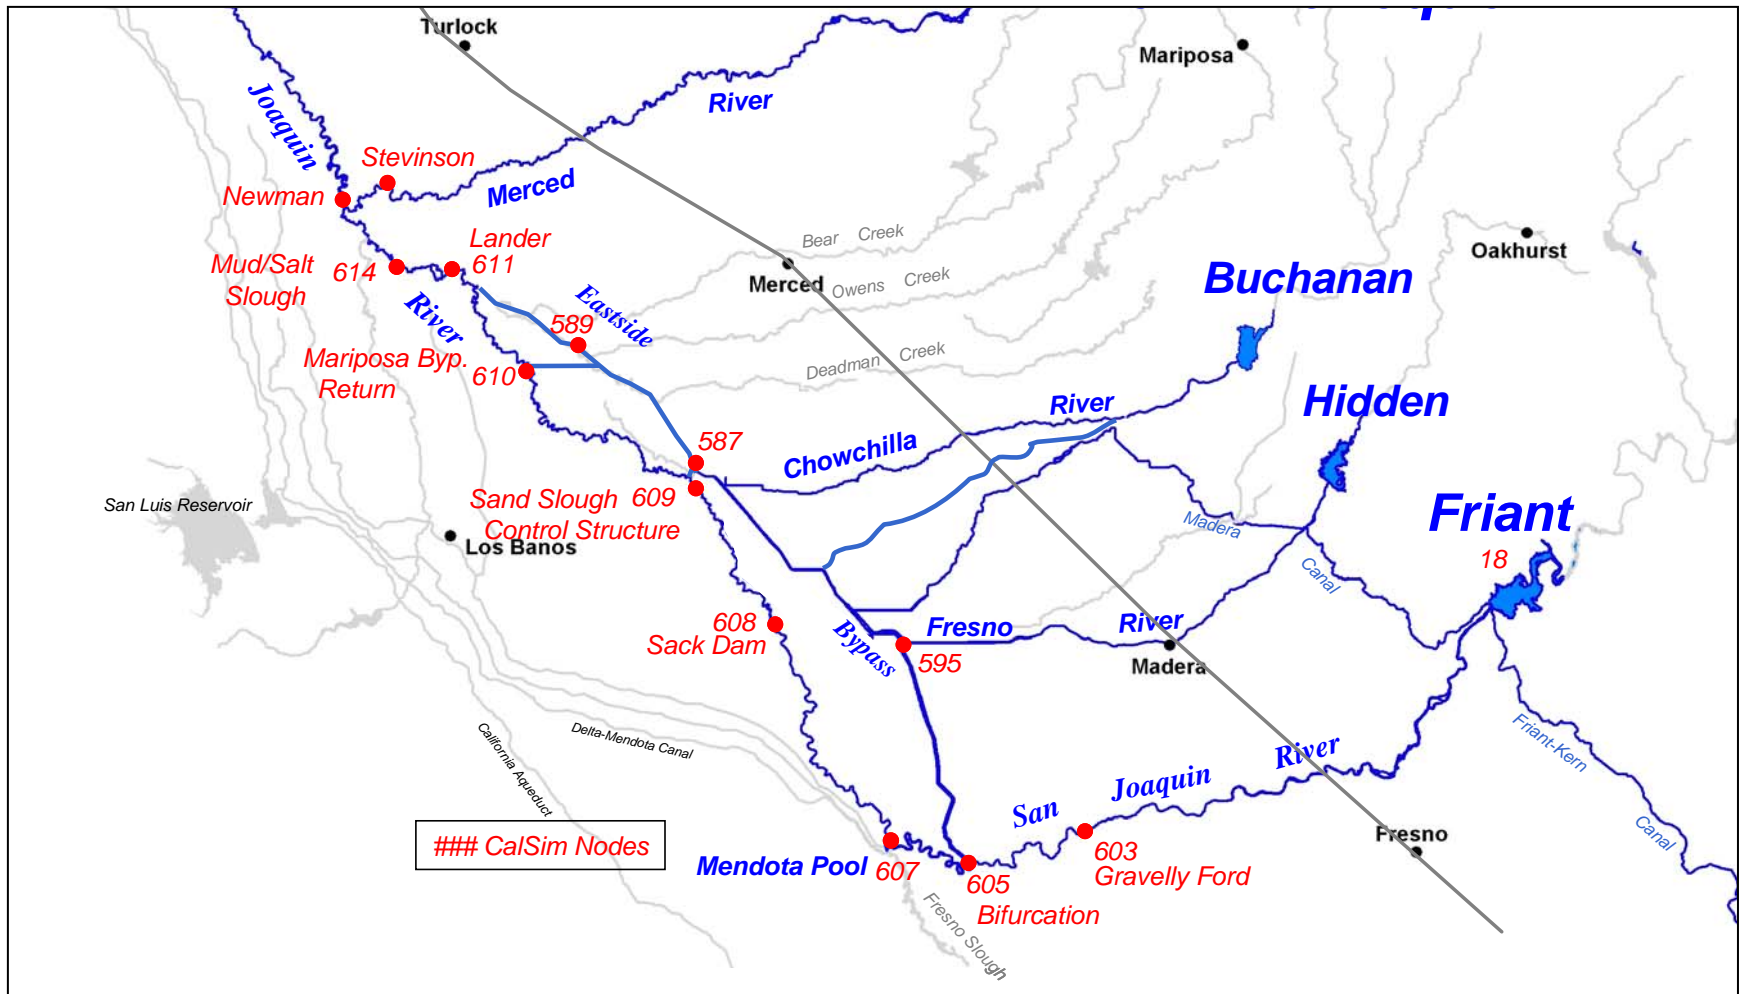 Turlock
Mariposa
River
Joaquin
Stevinson
Merced
Newman
Lander
611
Mud/Salt
Slough
614
Bear Creek
Oakhurst
Merced
Owens Creek
Buchanan
Eastside
River
589
Mariposa Byp.
Return
610
Deadman Creek
Hidden
River
Chowchilla
587
Sand Slough 609
Control Structure
San Luis Reservoir
Los Banos
Madera
Canal
Friant
18
608
Sack Dam
Bypass
Fresno
River
595
Madera
California Aqueduct
Delta-Mendota Canal
Friant-Kern
Canal
San
Joaquin
River
Fresno
### CalSim Nodes
Mendota Pool
607
605
Bifurcation
603
Gravelly Ford
Fresno Slough